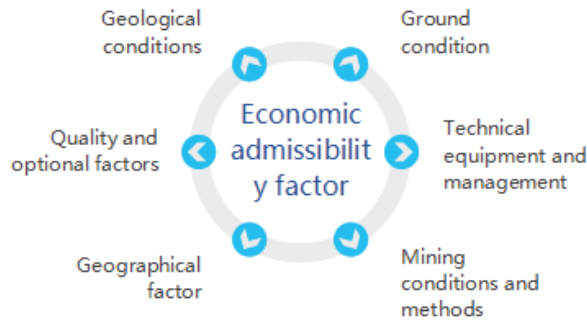 Geological
conditions
Ground
condition
Economic
admissibilit
y factor
Quality and
optional factors
Technical
equipment and
management
Geographical
factor
Mining
conditions and
methods